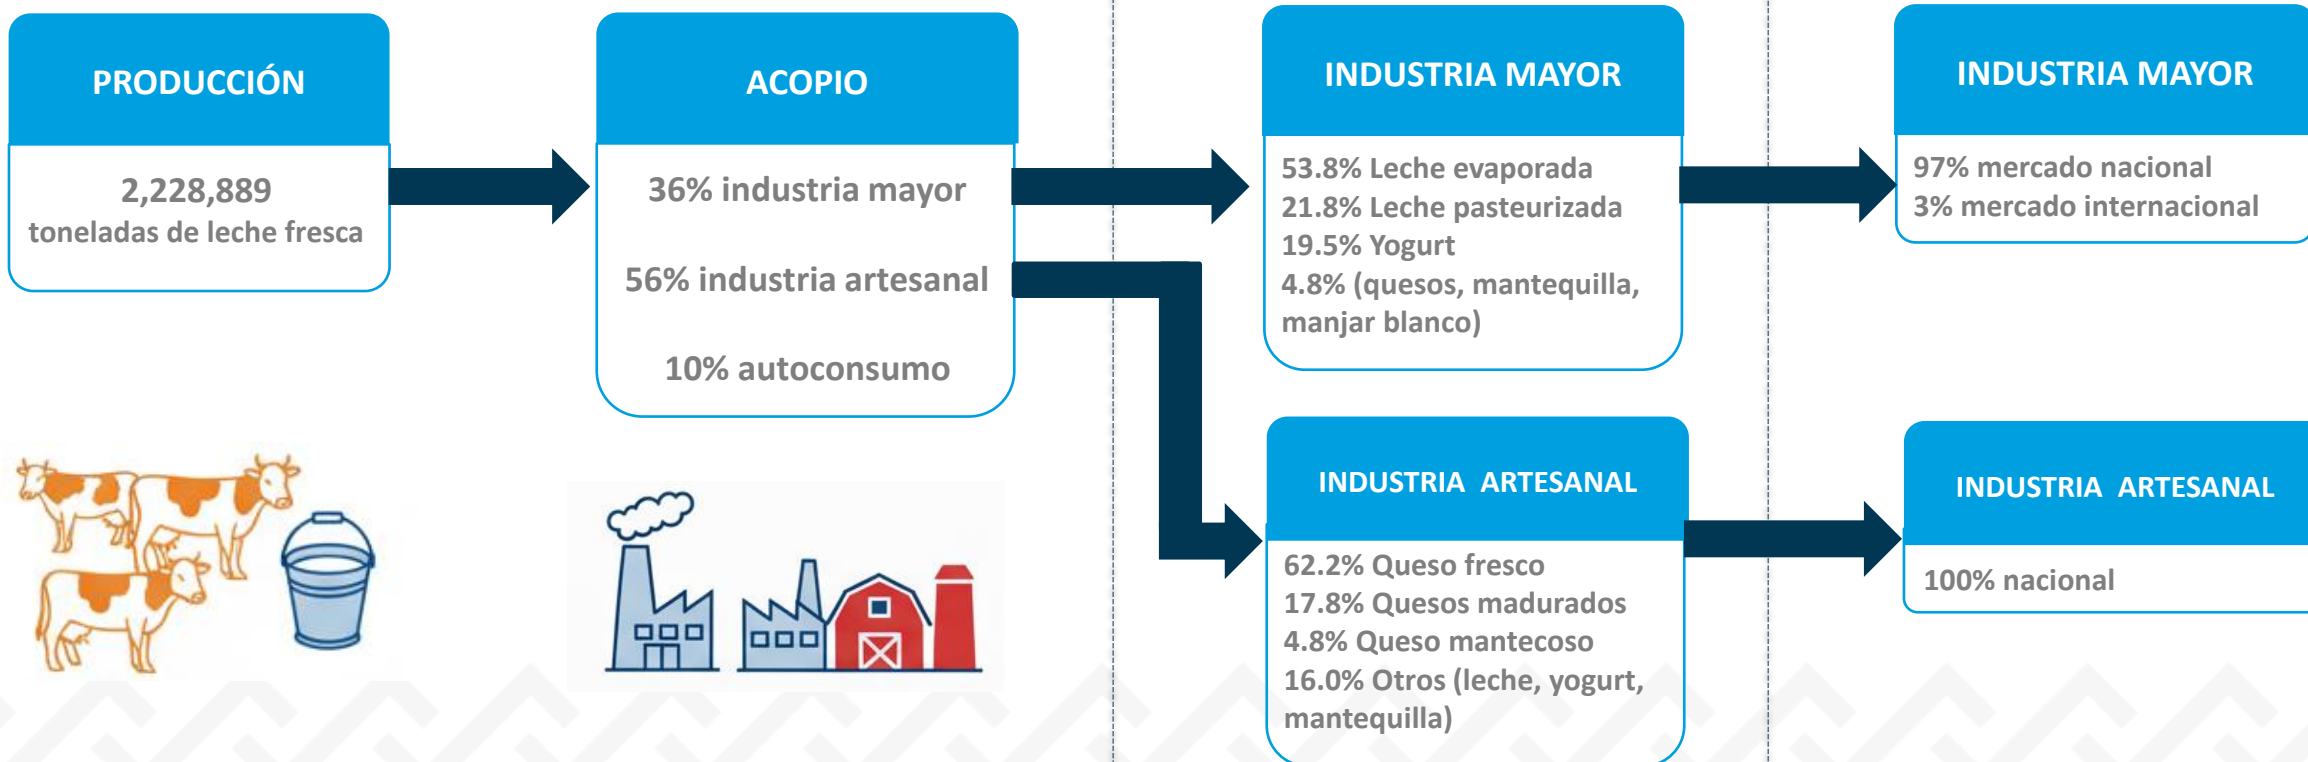 PRODUCCIÓN
2,228,889
toneladas de leche fresca
ACOPIO
36% industria mayor
56% industria artesanal
10% autoconsumo
INDUSTRIA MAYOR
53.8% Leche evaporada
21.8% Leche pasteurizada
19.5% Yogurt
4.8% (quesos, mantequilla,
manjar blanco)
INDUSTRIA MAYOR
97% mercado nacional
3% mercado internacional
INDUSTRIA ARTESANAL
62.2% Queso fresco
17.8% Quesos madurados
4.8% Queso mantecoso
16.0% Otros (leche, yogurt,
mantequilla)
INDUSTRIA ARTESANAL
100% nacional